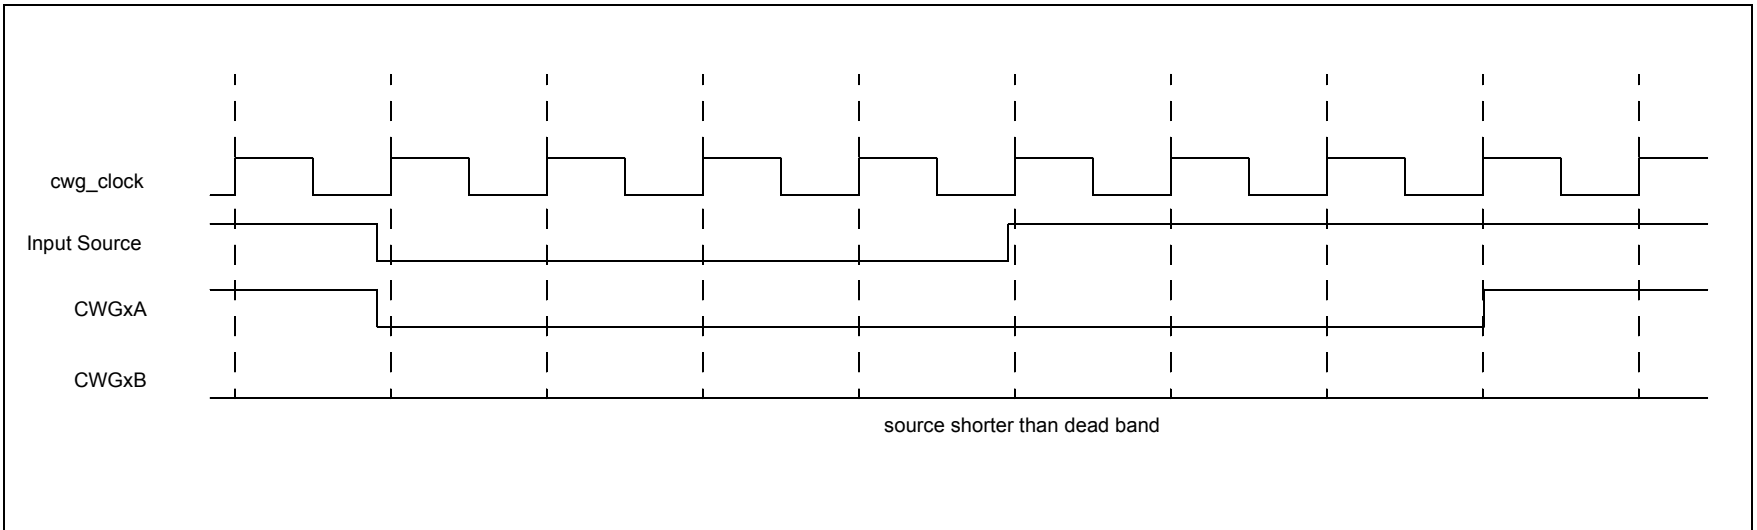 cwg_clock
Input Source
CWGxA
CWGxB
source shorter than dead band